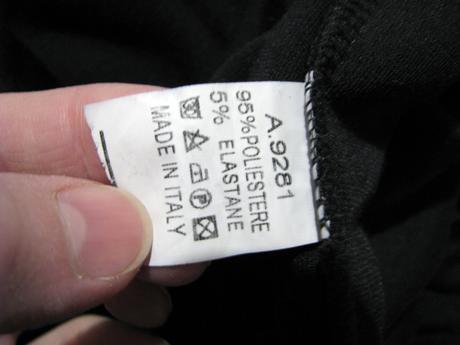 A.9281
95%POLIESTERE
5% ELASTANE
P
MADE IN ITALY